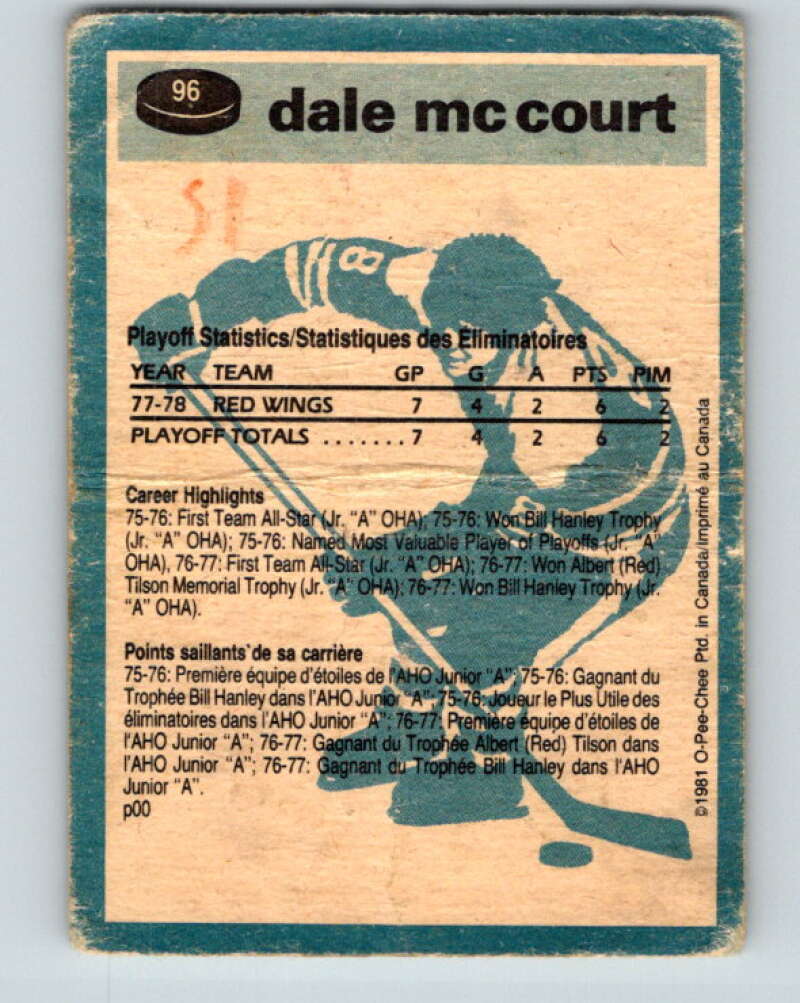 96
dale mc court
51
8
Playoff Statistics/Statistiques des Éliminatoires
YEAR TEAM GP G A PTS PIM
77-78 RED WINGS 7 4 2 6 2
PLAYOFF TOTALS ....... 7 4 2 6 2
Career Highlights
75-76: First Team All-Star (Jr. “A” OHA); 75-76: Won Bill Hanley Trophy
(Jr. “A” OHA); 75-76: Named Most Valuable Player of Playoffs (Jr. “A”
OHA), 76-77: First Team All-Star (Jr. “A” OHA); 76-77: Won Albert (Red)
Tilson Memorial Trophy (Jr. “A” OHA); 76-77: Won Bill Hanley Trophy (Jr.
“A” OHA).
Points saillants de sa carrière
75-76: Première équipe d'étoiles de l'AHO Junior “A”; 75-76: Gagnant du
Trophée Bill Hanley dans l'AHO Junior “A”; 75-76: Joueur le Plus Utile des
éliminatoires dans l'AHO Junior “A”; 76-77: Première équipe d'étoiles de
l'AHO Junior “A”; 76-77: Gagnant du Trophée Albert (Red) Tilson dans
l'AHO Junior “A”; 76-77: Gagnant du Trophée Bill Hanley dans l'AHO
Junior “A”.
p00
©1981 O-Pee-Chee Ptd. in Canada/Imprimé au Canada